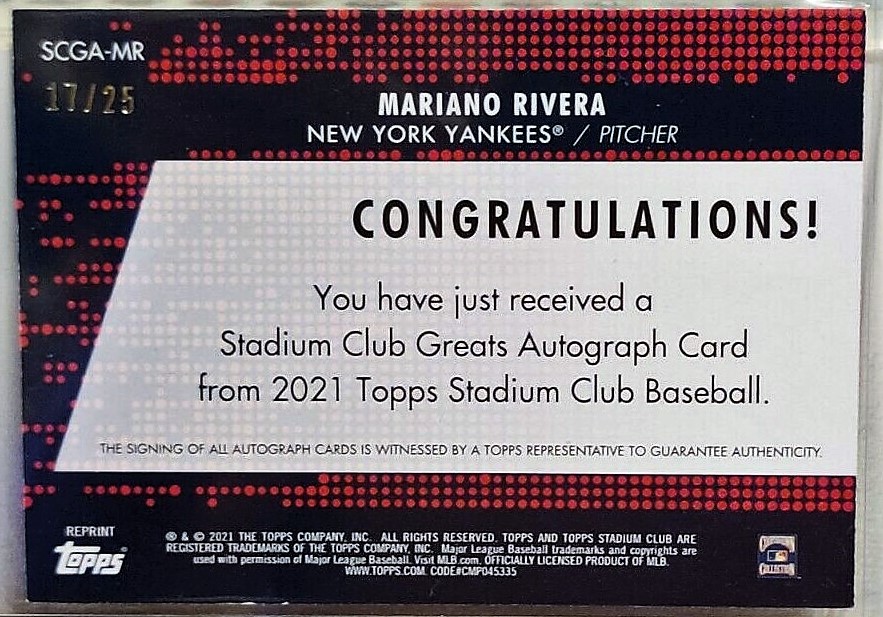 SCGA-MR
17/25
MARIANO RIVERA
NEW YORK YANKEES® / PITCHER
CONGRATULATIONS!
You have just received a
Stadium Club Greats Autograph Card
from 2021 Topps Stadium Club Baseball.
THE SIGNING OF ALL AUTOGRAPH CARDS IS WITNESSED BY A TOPPS REPRESENTATIVE TO GUARANTEE AUTHENTICITY.
REPRINT
topps
® & © 2021 THE TOPPS COMPANY, INC. ALL RIGHTS RESERVED. TOPPS AND TOPPS STADIUM CLUB ARE
REGISTERED TRADEMARKS OF THE TOPPS COMPANY, INC. Major League Baseball trademarks and copyrights are
used with permission of Major League Baseball. Visit MLB.com. OFFICIALLY LICENSED PRODUCT OF MLB.
WWW.TOPPS.COM. CODE#CMP045335